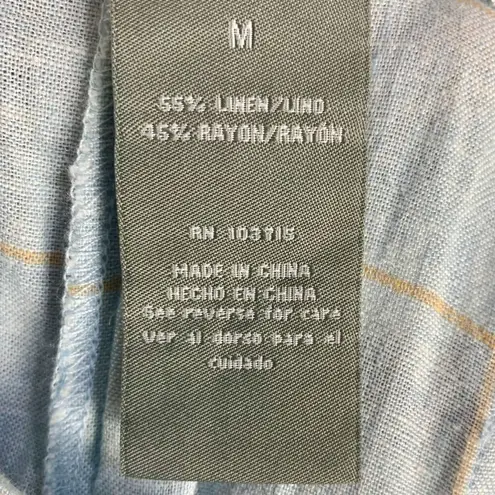 M
55% LINEN/LINO
45% RAYON/RAYÓN
RN 103715
MADE IN CHINA
HECHO EN CHINA
See reverse for care
Ver al dorso para el
cuidado